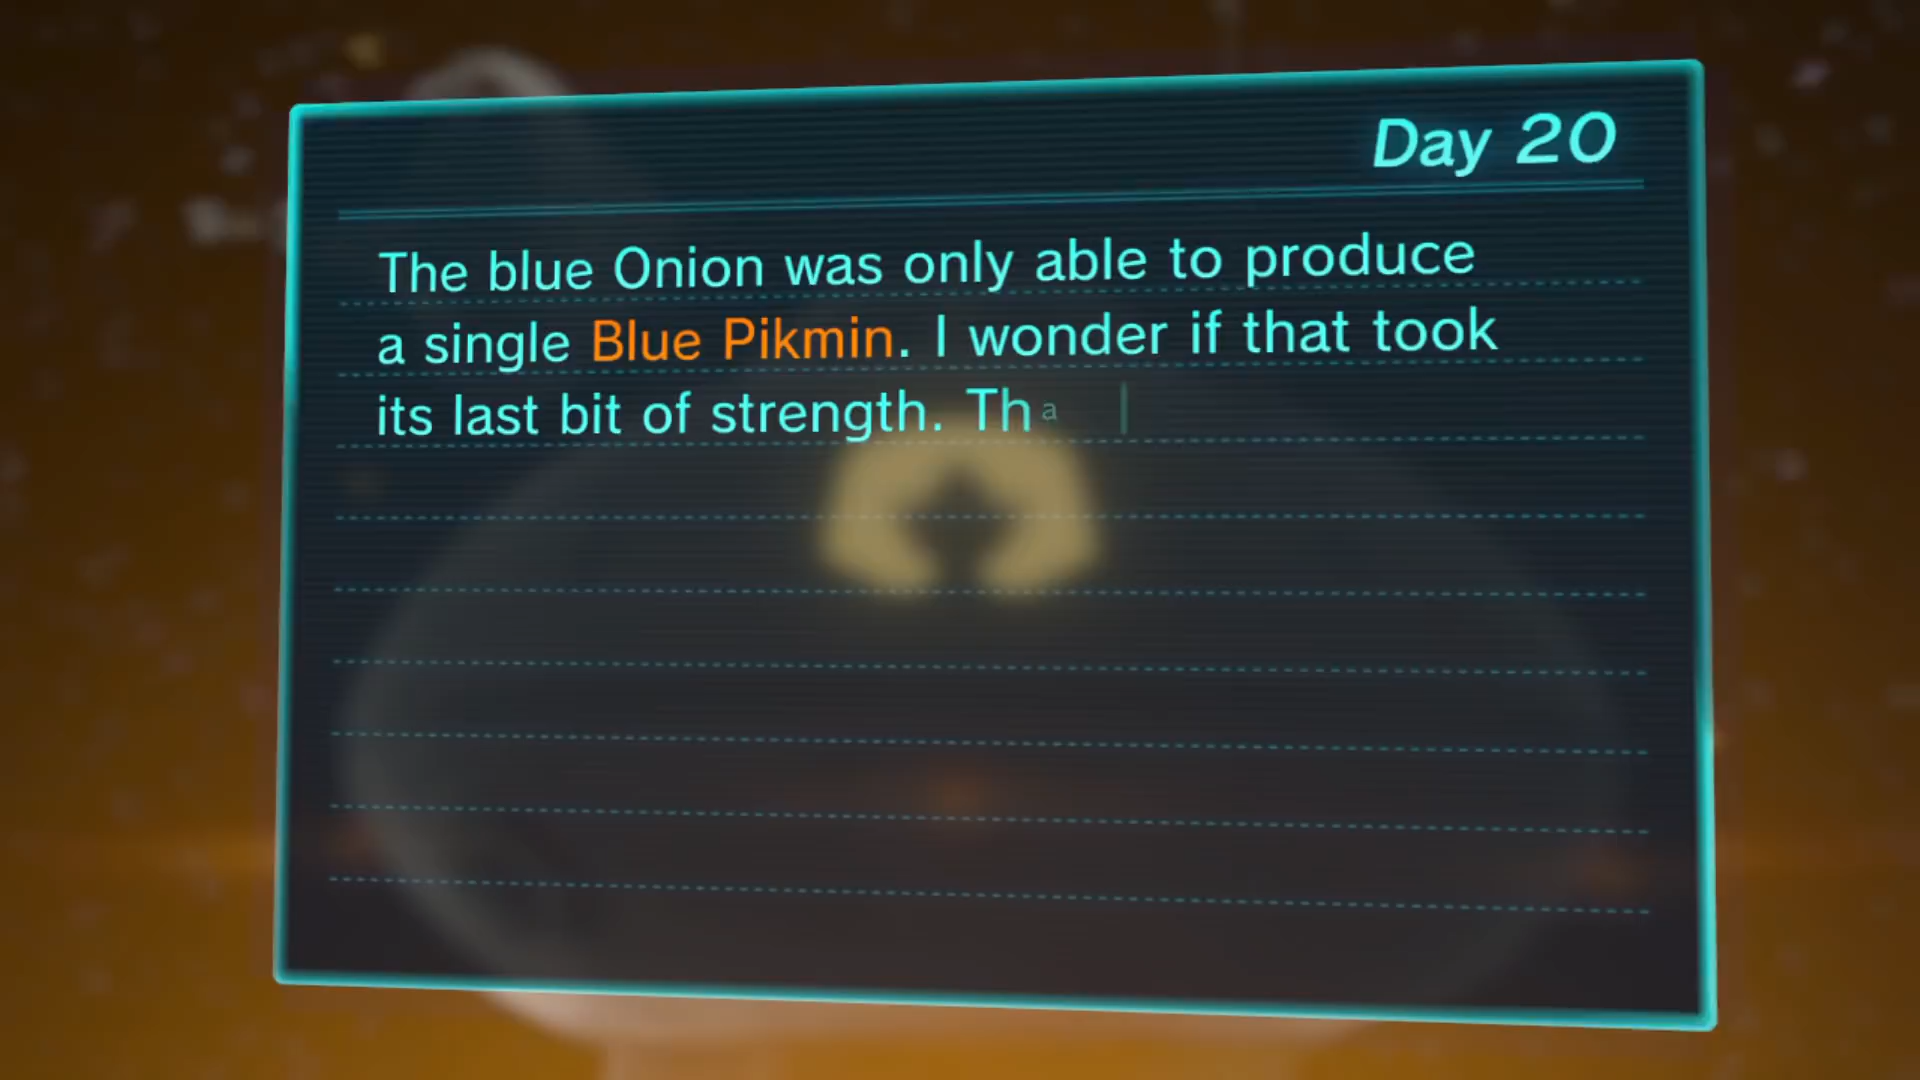 Day 20
The blue Onion was only able to produce
a single Blue Pikmin. I wonder if that took
its last bit of strength. Tha